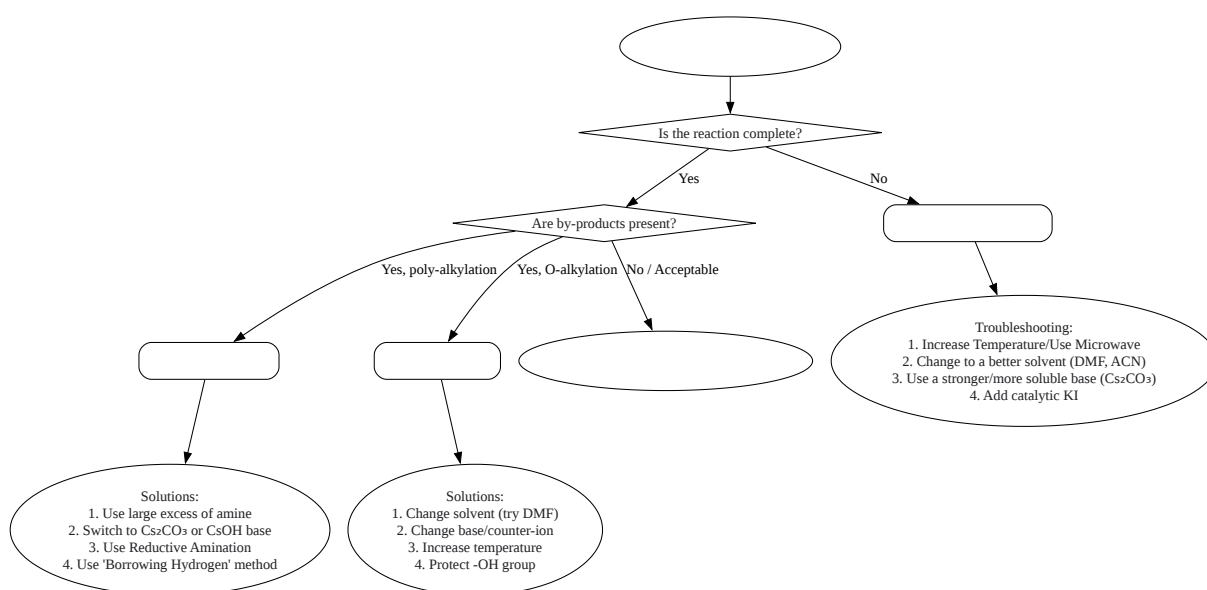 Is the reaction complete?
Yes
No
Are by-products present?
Yes, poly-alkylation
Yes, O-alkylation
No / Acceptable
Troubleshooting:
1. Increase Temperature/Use Microwave
2. Change to a better solvent (DMF, ACN)
3. Use a stronger/more soluble base (Cs₂CO₃)
4. Add catalytic KI
Solutions:
1. Use large excess of amine
2. Switch to Cs₂CO₃ or CsOH base
3. Use Reductive Amination
4. Use 'Borrowing Hydrogen' method
Solutions:
1. Change solvent (try DMF)
2. Change base/counter-ion
3. Increase temperature
4. Protect -OH group